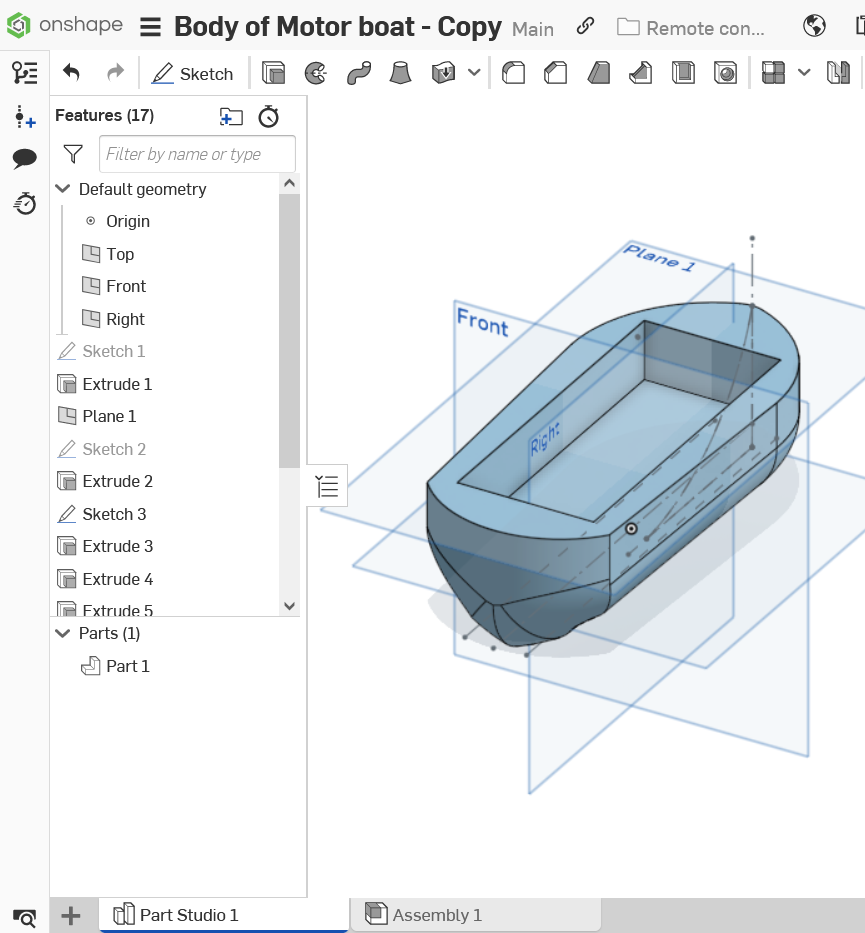 onshape Body of Motor boat - Copy Main Remote con...
Sketch
Features (17)
Filter by name or type
Default geometry
Origin
Top
Front
Right
Sketch 1
Extrude 1
Plane 1
Sketch 2
Extrude 2
Sketch 3
Extrude 3
Extrude 4
Extrude 5
Parts (1)
Part 1
Plane 1
Front
Right
Part Studio 1
Assembly 1